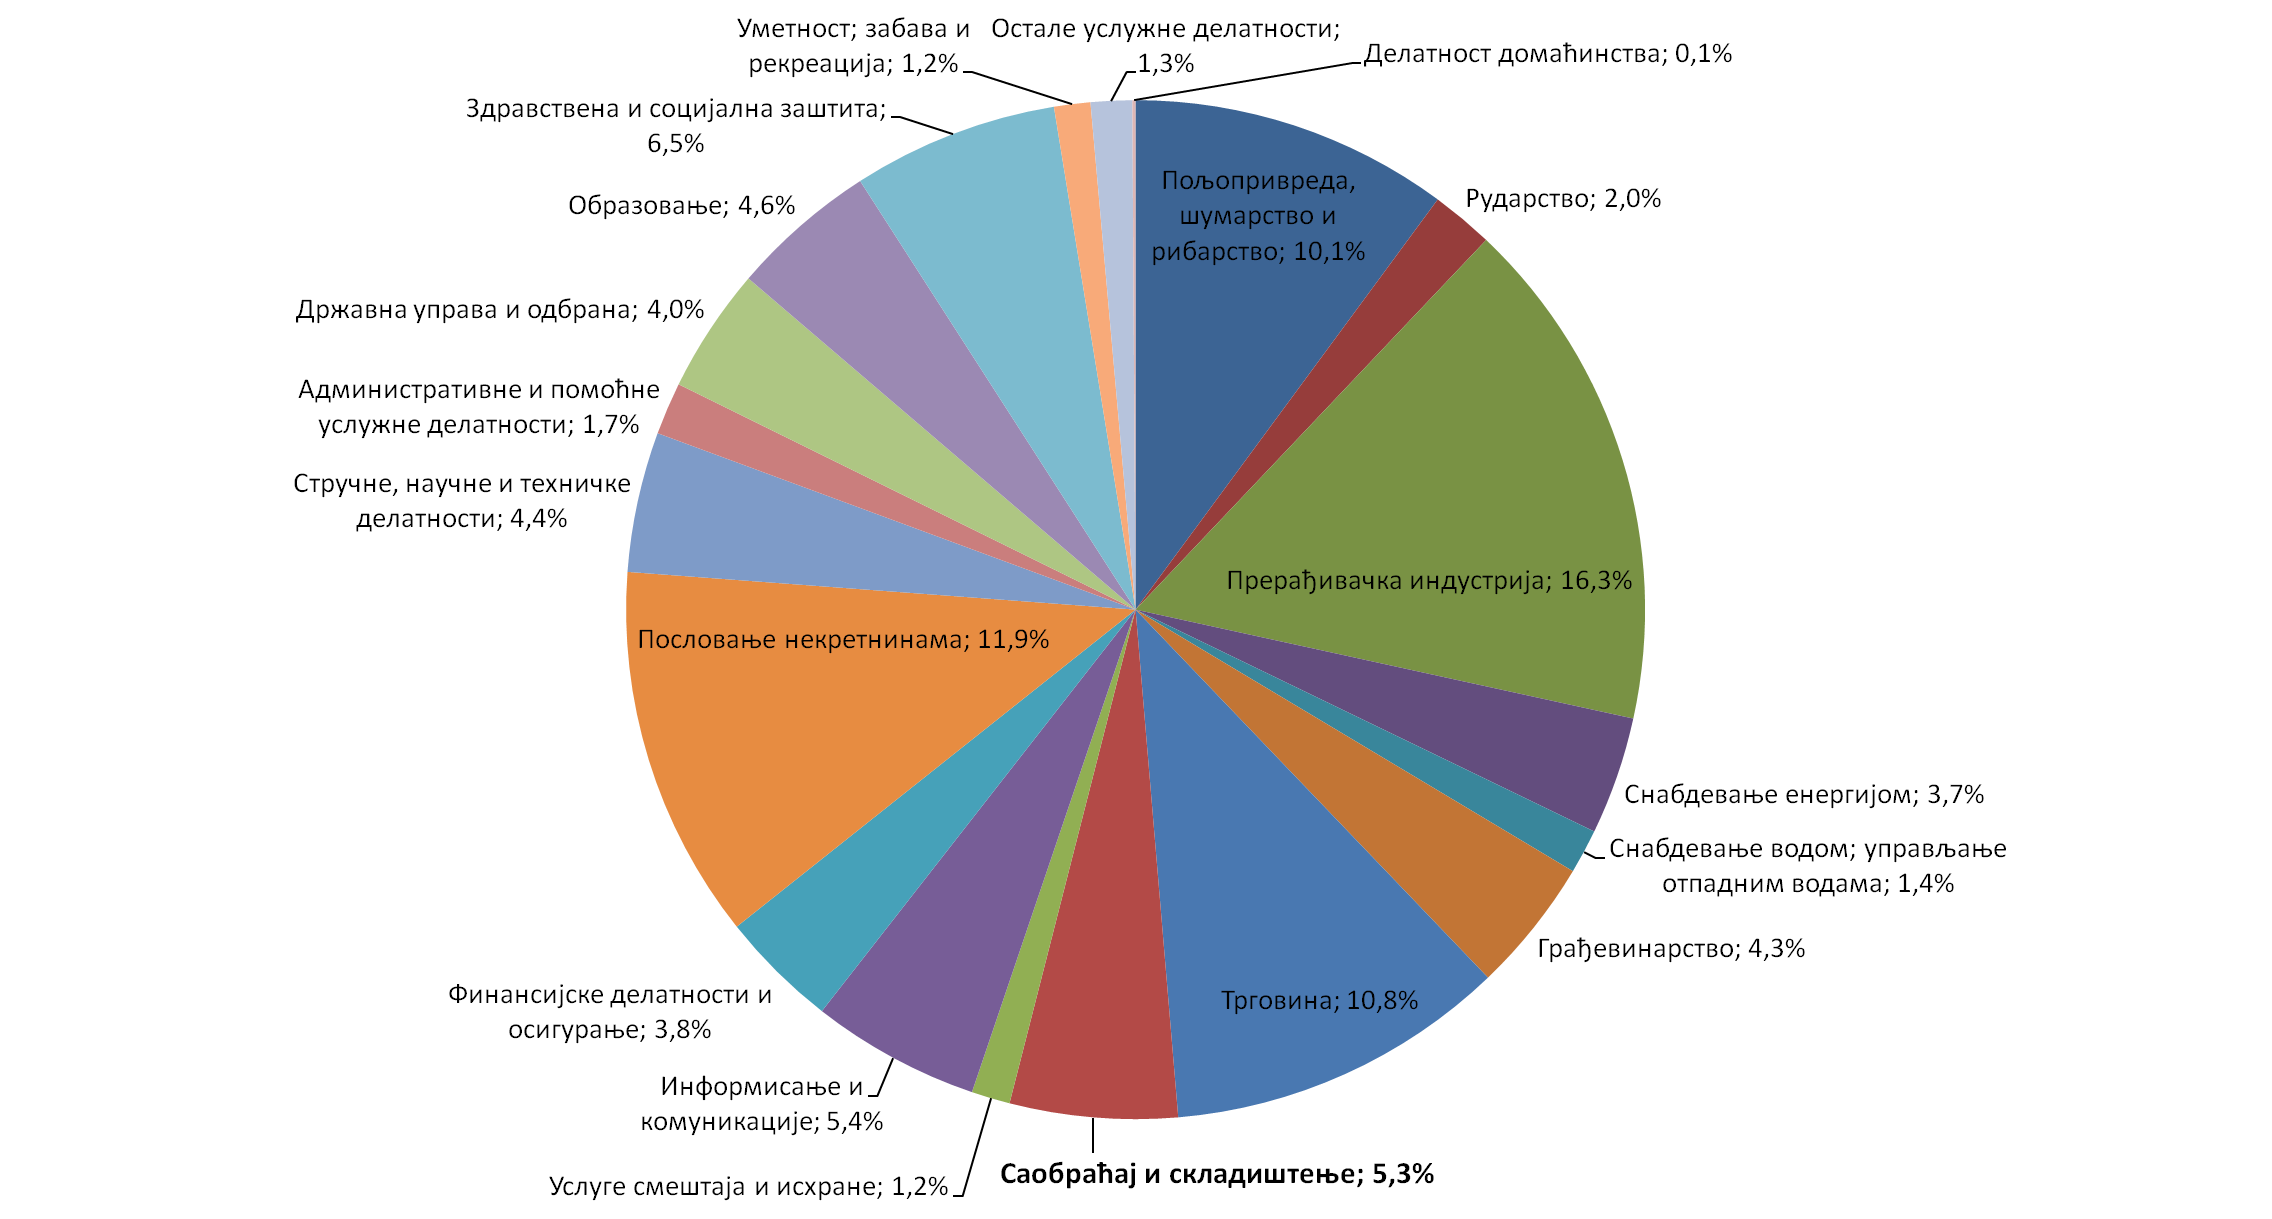 Уметност; забава и
рекреација; 1,2%
Остале услужне делатности;
1,3%
Делатност домаћинства; 0,1%
Здравствена и социјална заштита;
6,5%
Пољопривреда,
шумарство и
рибарство; 10,1%
Рударство; 2,0%
Образовање; 4,6%
Државна управа и одбрана; 4,0%
Административне и помоћне
услужне делатности; 1,7%
Стручне, научне и техничке
делатности; 4,4%
Прерађивачка индустрија; 16,3%
Пословање некретнинама; 11,9%
Снабдевање енергијом; 3,7%
Снабдевање водом; управљање
отпадним водама; 1,4%
Грађевинарство; 4,3%
Трговина; 10,8%
Финансијске делатности и
осигурање; 3,8%
Информисање и
комуникације; 5,4%
Саобраћај и складиштење; 5,3%
Услуге смештаја и исхране; 1,2%